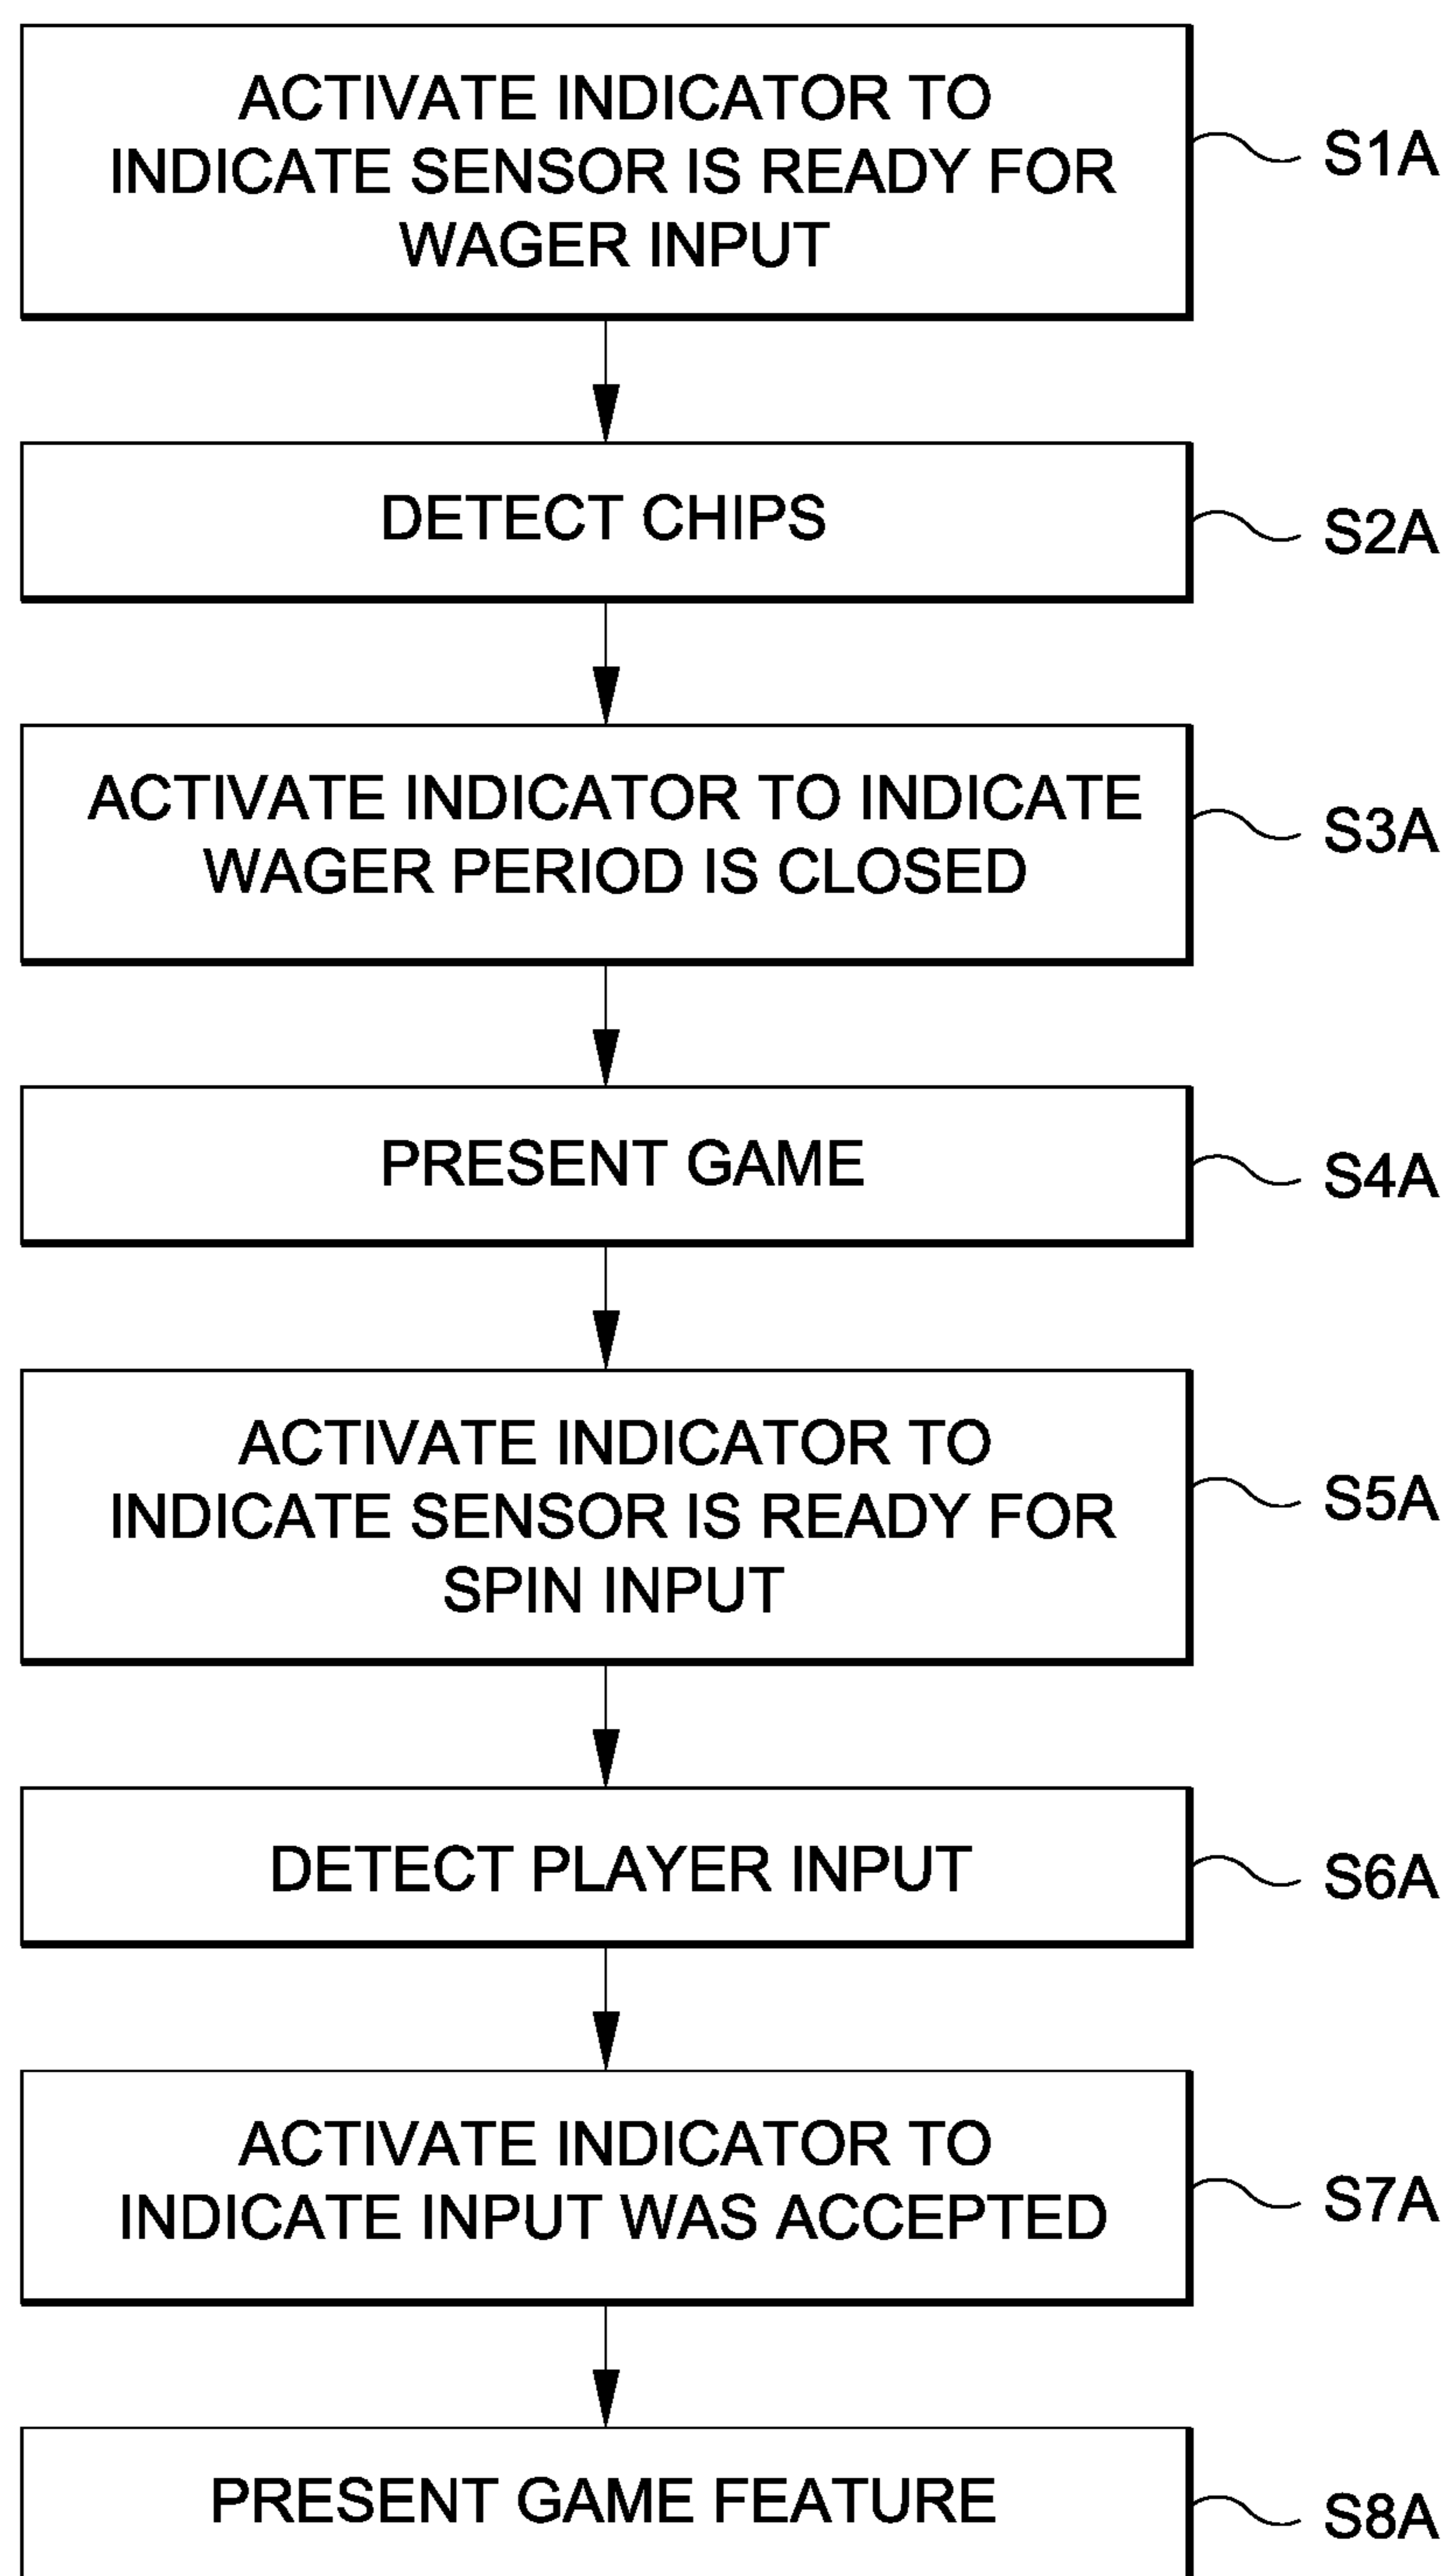 ACTIVATE INDICATOR TO
INDICATE SENSOR IS READY FOR
WAGER INPUT
S1A
DETECT CHIPS
S2A
ACTIVATE INDICATOR TO INDICATE
WAGER PERIOD IS CLOSED
S3A
PRESENT GAME
S4A
ACTIVATE INDICATOR TO
INDICATE SENSOR IS READY FOR
SPIN INPUT
S5A
DETECT PLAYER INPUT
S6A
ACTIVATE INDICATOR TO
INDICATE INPUT WAS ACCEPTED
S7A
PRESENT GAME FEATURE
S8A